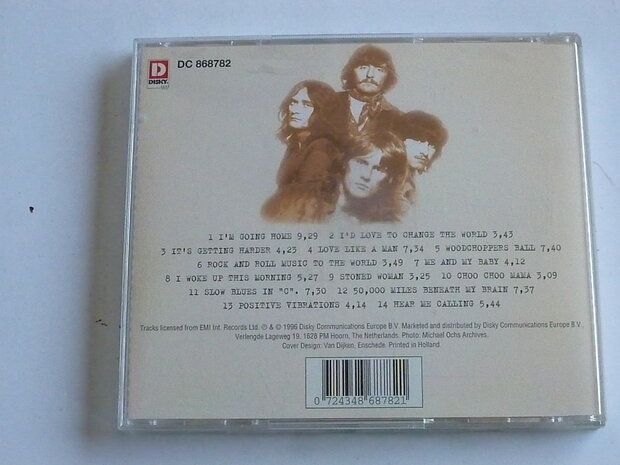 DISKY
DC 868782
1 I'M GOING HOME 9,29 2 I'D LOVE TO CHANGE THE WORLD 3,43
3 IT'S GETTING HARDER 4,23 4 LOVE LIKE A MAN 7,34 5 WOODCHOPPERS BALL 7,40
6 ROCK AND ROLL MUSIC TO THE WORLD 3,49 7 ME AND MY BABY 4,12
8 I WOKE UP THIS MORNING 5,27 9 STONED WOMAN 3,25 10 CHOO CHOO MAMA 3,09
11 SLOW BLUES IN "C". 7,30 12 50,000 MILES BENEATH MY BRAIN 7,37
13 POSITIVE VIBRATIONS 4,14 14 HEAR ME CALLING 5,44
Tracks licensed from EMI Int. Records Ltd. ℗ & © 1996 Disky Communications Europe B.V. Marketed and distributed by Disky Communications Europe B.V.
Verlengde Lageweg 19, 1628 PM Hoorn, The Netherlands. Photo: Michael Ochs Archives.
Cover Design: Van Dijken, Enschede. Printed in Holland.
0 724348 687821